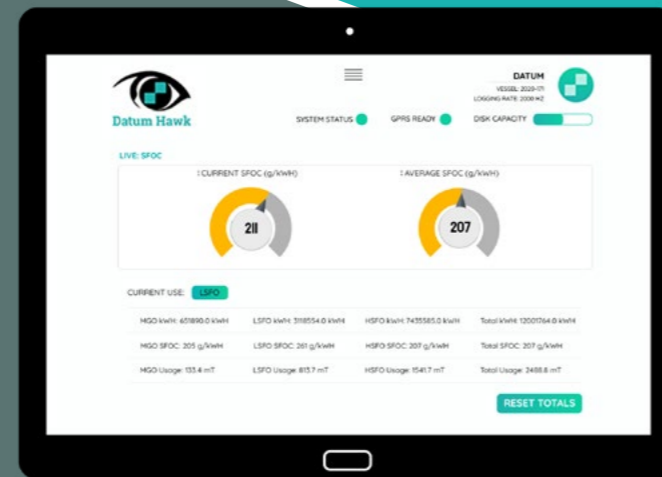 DATUM
VESSEL: 2020-171
LOGGING RATE: 2000 HZ
Datum Hawk
SYSTEM STATUS
GPRS READY
DISK CAPACITY
LIVE: SFOC
: CURRENT SFOC (g/kWH)
: AVERAGE SFOC (g/kWH)
211
207
CURRENT USE:
LSFO
MGO kWH: 651890.0 kWH
LSFO kWH: 3118554.0 kWH
HSFO kWH: 7435585.0 kWH
Total kWH: 12001764.0 kWH
MGO SFOC: 205 g/kWH
LSFO SFOC: 261 g/kWH
HSFO SFOC: 207 g/kWH
Total SFOC: 207 g/kWH
MGO Usage: 133.4 mT
LSFO Usage: 813.7 mT
HSFO Usage: 1541.7 mT
Total Usage: 2488.8 mT
RESET TOTALS